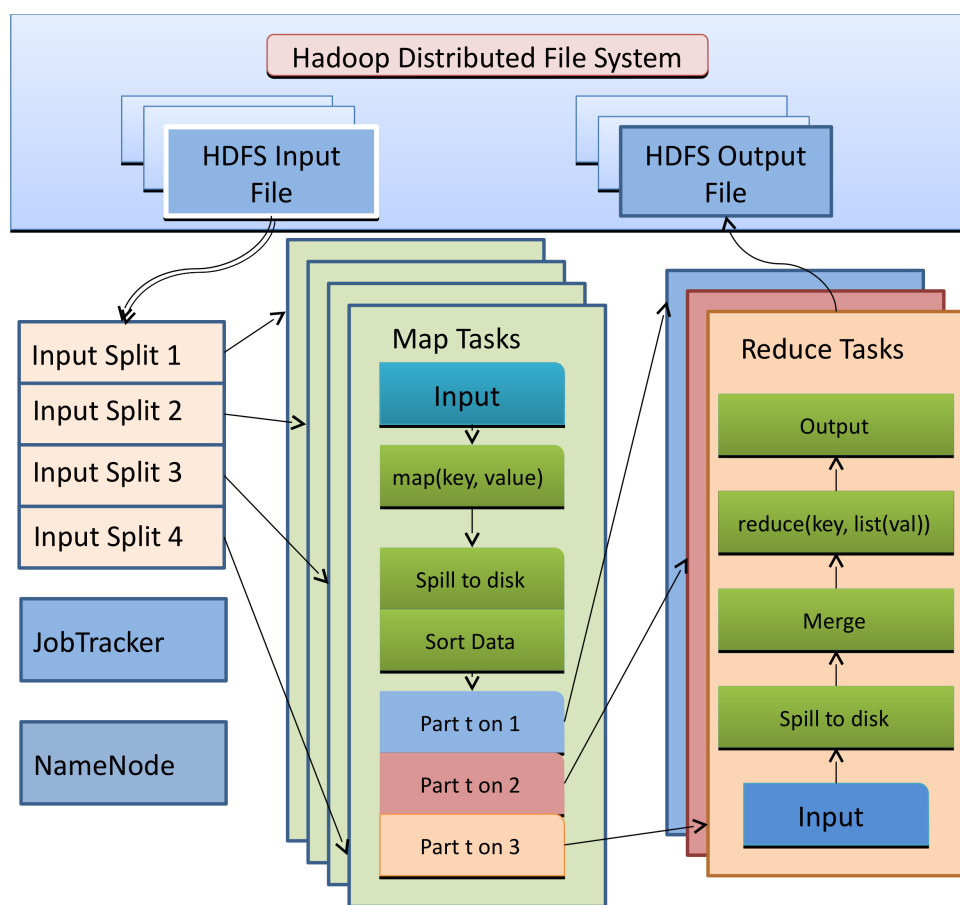 Hadoop Distributed File System
HDFS Input
File
HDFS Output
File
Input Split 1
Input Split 2
Input Split 3
Input Split 4
JobTracker
NameNode
Map Tasks
Input
map(key, value)
Spill to disk
Sort Data
Part t on 1
Part t on 2
Part t on 3
Reduce Tasks
Output
reduce(key, list(val))
Merge
Spill to disk
Input